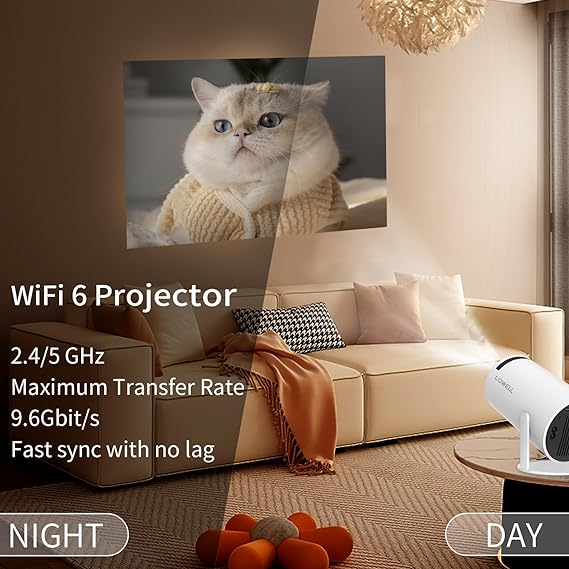 WiFi 6 Projector
2.4/5 GHz
Maximum Transfer Rate
9.6Gbit/s
Fast sync with no lag
LOWELL
NIGHT
DAY